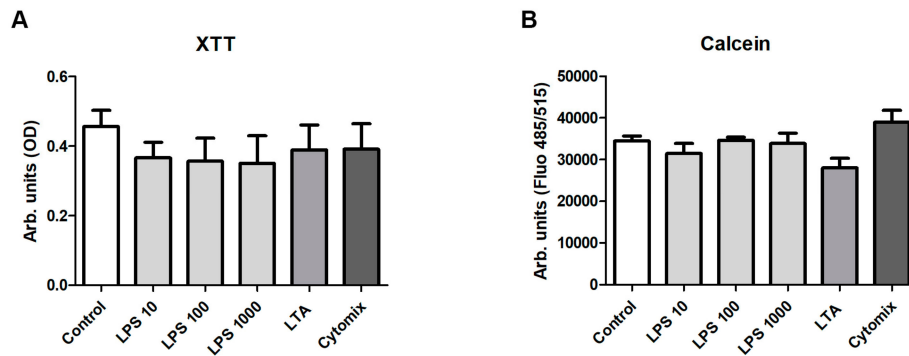 A
XTT
Arb. units (OD)
0.6
0.4
0.2
0.0
Control
LPS 10
LPS 100
LPS 1000
LTA
Cytomix
B
Calcein
Arb. units (Fluo 485/515)
50000
40000
30000
20000
10000
0
Control
LPS 10
LPS 100
LPS 1000
LTA
Cytomix